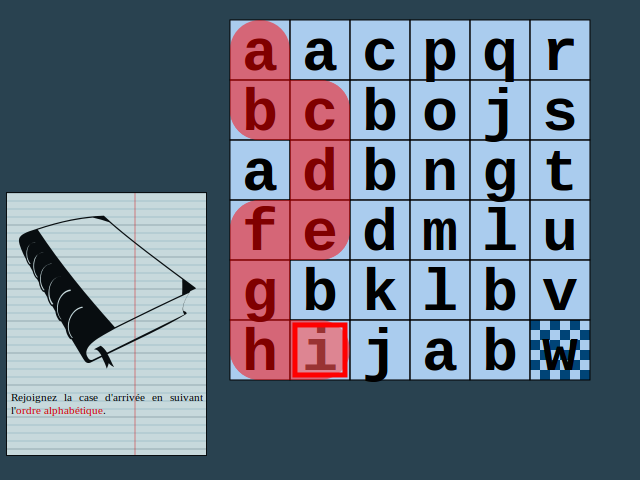 a a c p q r
b c b o j s
a d b n g t
f e d m l u
g b k l b v
h i j a b w
Rejoignez la case d'arrivée en suivant
l'ordre alphabétique.